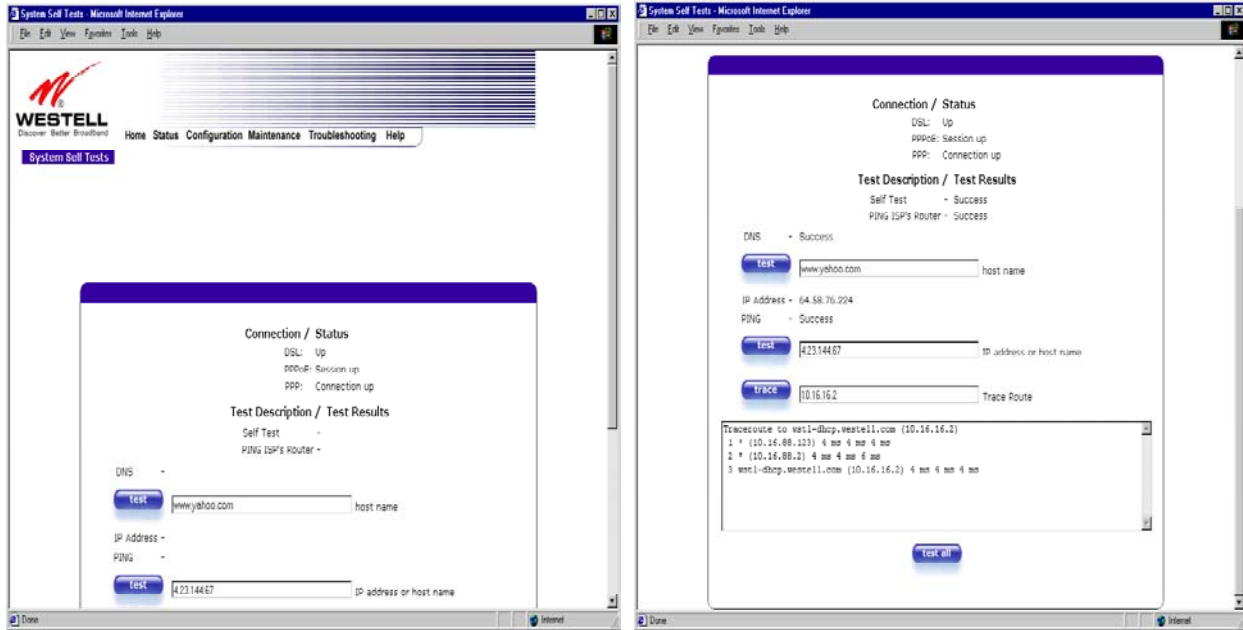 System Self Tests - Microsoft Internet Explorer
File Edit View Favorites Tools Help
WESTELL
®
Discover Better Broadband
Home Status Configuration Maintenance Troubleshooting Help
System Self Tests
Connection / Status
DSL: Up
PPPoE: Session up
PPP: Connection up
Test Description / Test Results
Self Test -
PING ISP's Router -
DNS -
test www.yahoo.com host name
IP Address -
PING -
test 4.23.144.67 IP address or host name
Done Internet
System Self Tests - Microsoft Internet Explorer
File Edit View Favorites Tools Help
Connection / Status
DSL: Up
PPPoE: Session up
PPP: Connection up
Test Description / Test Results
Self Test - Success
PING ISP's Router - Success
DNS - Success
test www.yahoo.com host name
IP Address - 64.58.76.224
PING - Success
test 4.23.144.67 IP address or host name
trace 10.16.16.2 Trace Route
Traceroute to wstl-dhcp.westell.com (10.16.16.2)
1 * (10.16.88.123) 4 ms 4 ms 4 ms
2 * (10.16.88.2) 4 ms 4 ms 6 ms
3 wstl-dhcp.westell.com (10.16.16.2) 4 ms 4 ms 4 ms
test all
Done Internet